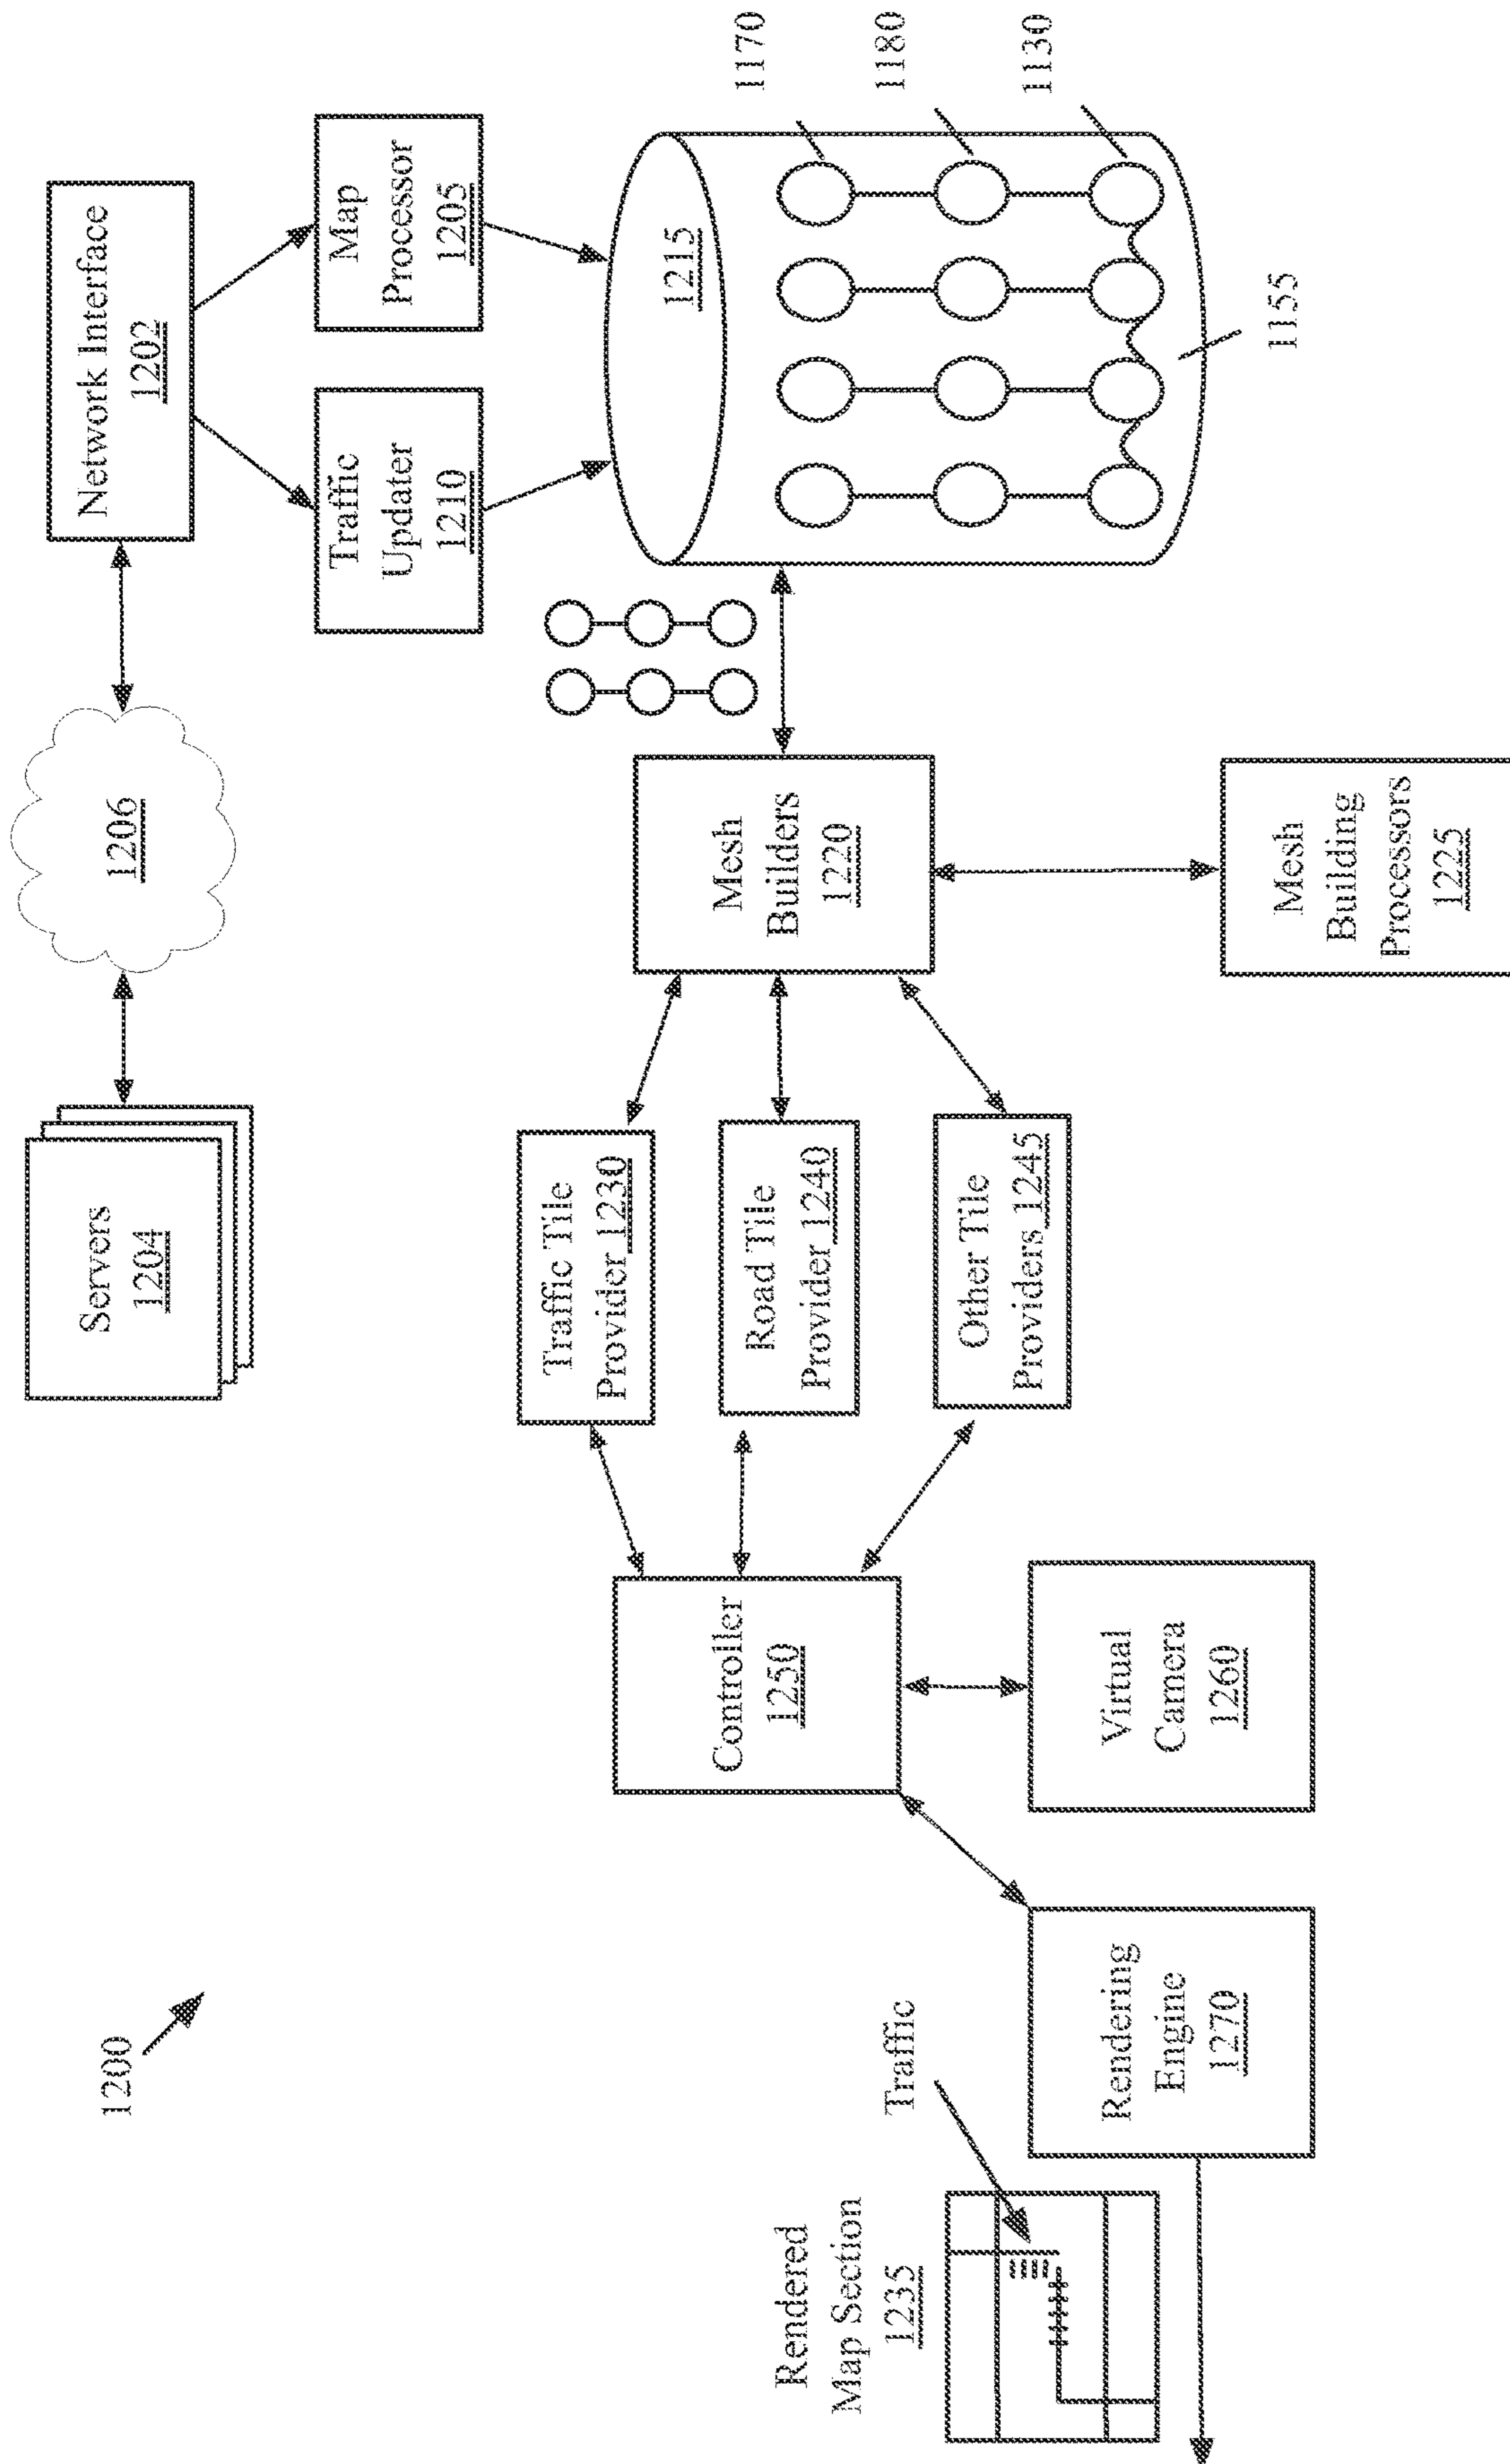 1200
Servers
1204
1206
Network Interface
1202
Traffic
Updater
1210
Map
Processor
1205
1215
1170
1180
1130
1155
Mesh
Builders
1220
Mesh
Building
Processors
1225
Traffic Tile
Provider 1230
Road Tile
Provider 1240
Other Tile
Providers 1245
Controller
1250
Virtual
Camera
1260
Rendering
Engine
1270
Rendered
Map Section
1235
Traffic